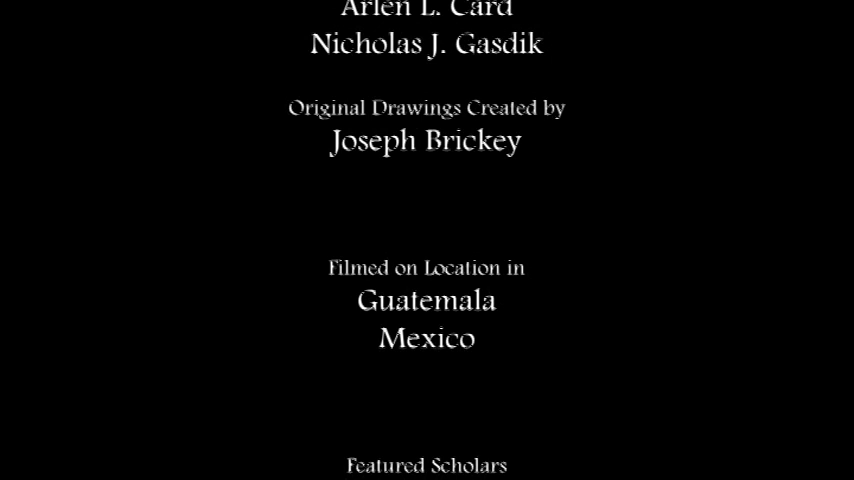 Arlen L. Card
Nicholas J. Gasdik
Original Drawings Created by
Joseph Brickey
Filmed on Location in
Guatemala
Mexico
Featured Scholars